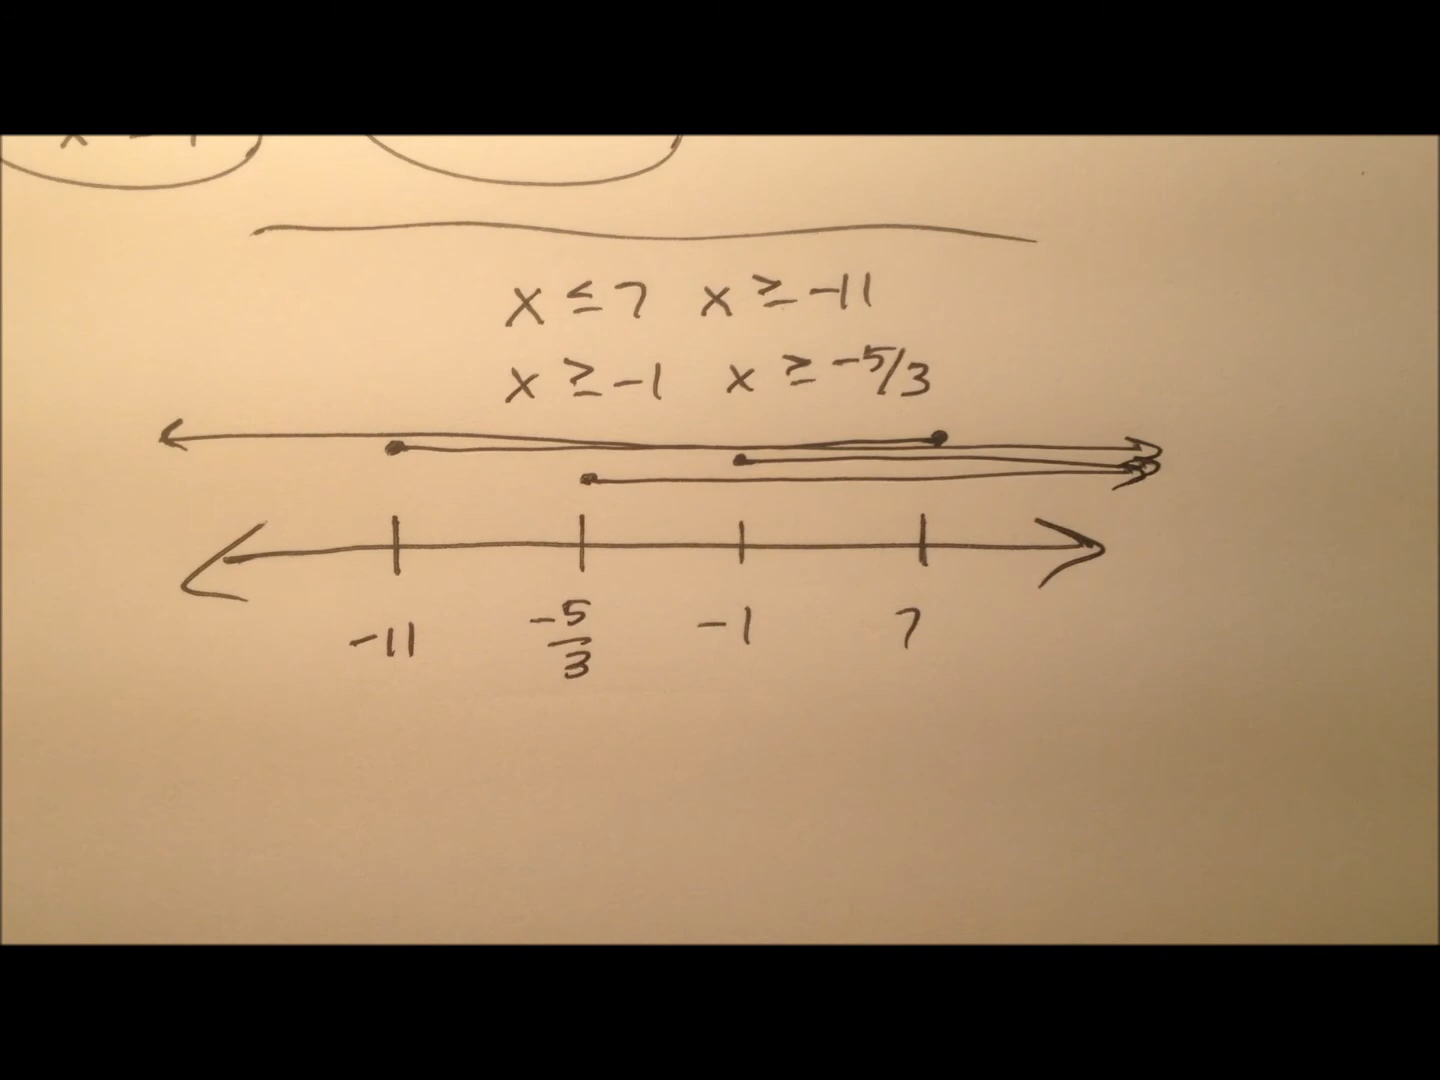 x ≤ 7 x ≥ -11
x ≥ -1 x ≥ -5/3
-11 -5/3 -1 7